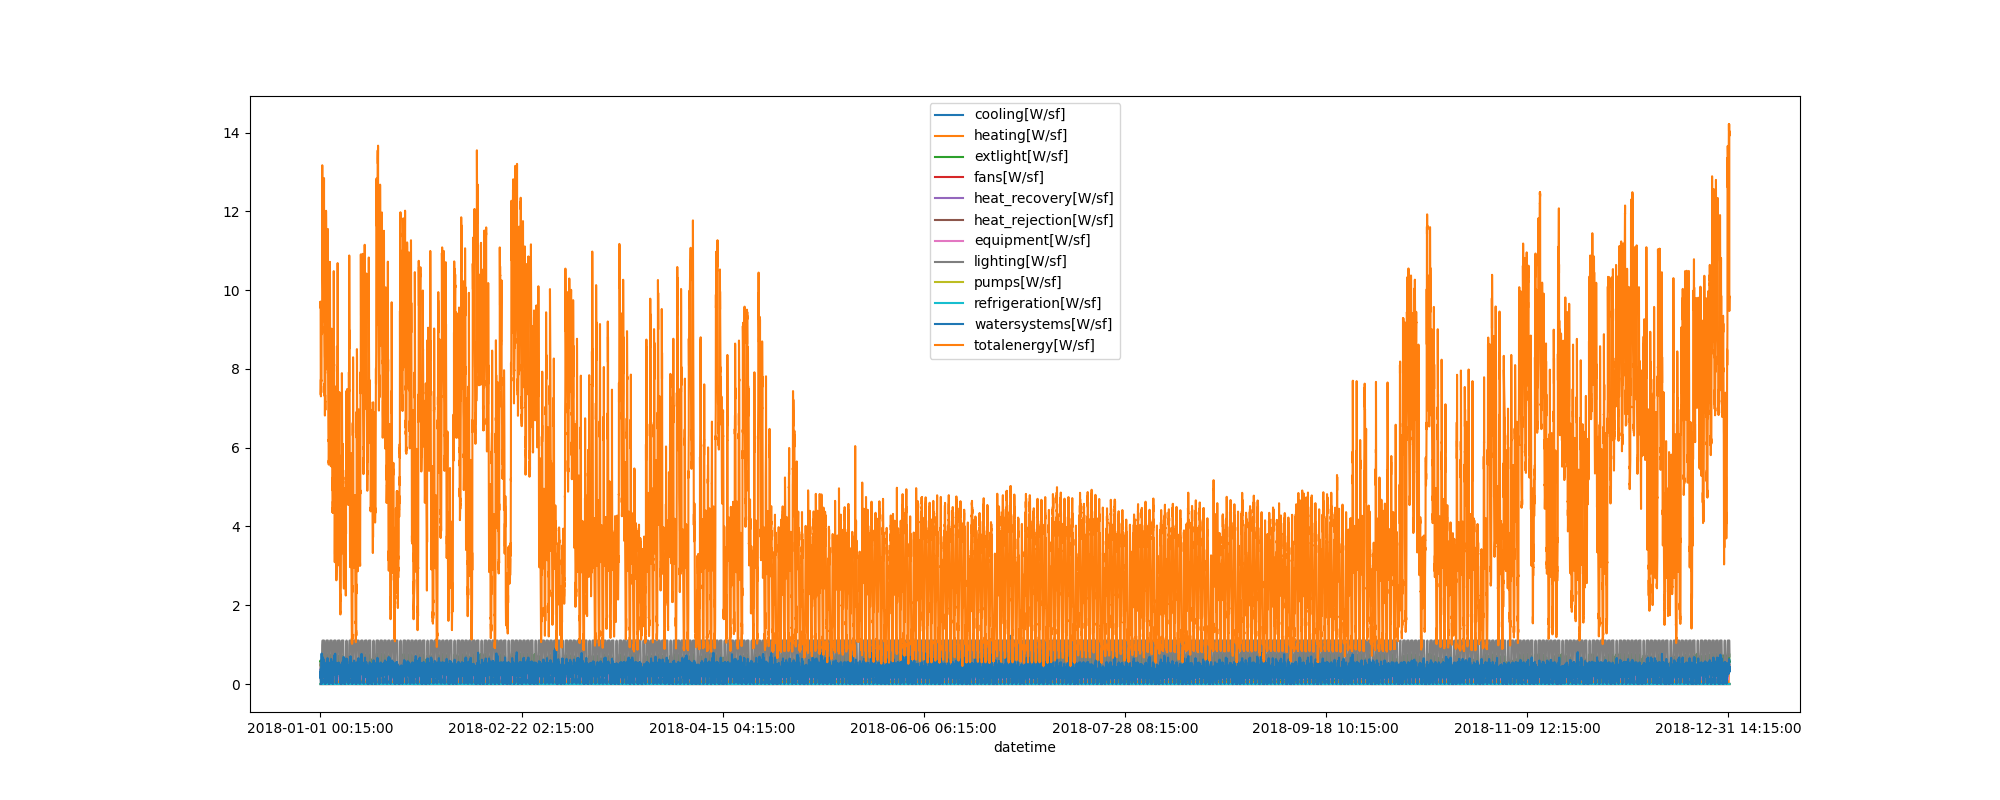 cooling[W/sf]
heating[W/sf]
extlight[W/sf]
fans[W/sf]
heat_recovery[W/sf]
heat_rejection[W/sf]
equipment[W/sf]
lighting[W/sf]
pumps[W/sf]
refrigeration[W/sf]
watersystems[W/sf]
totalenergy[W/sf]
14
12
10
8
6
4
2
0
2018-01-01 00:15:00 2018-02-22 02:15:00 2018-04-15 04:15:00 2018-06-06 06:15:00 2018-07-28 08:15:00 2018-09-18 10:15:00 2018-11-09 12:15:00 2018-12-31 14:15:00
datetime